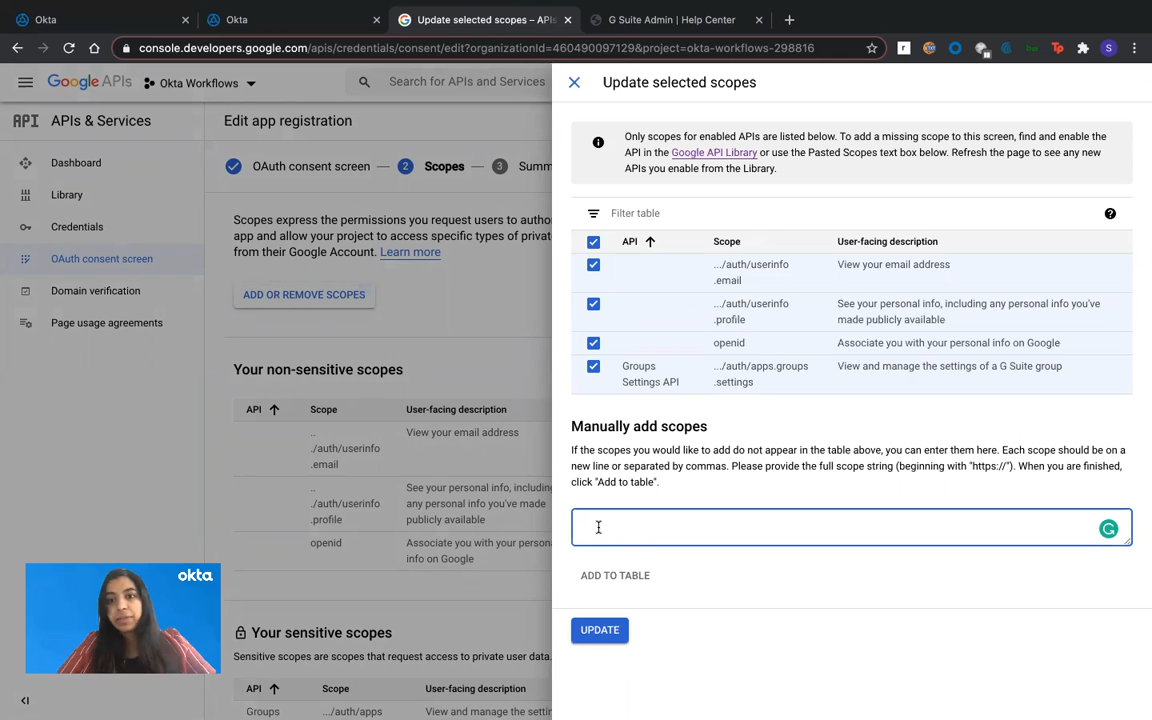 Okta
Okta
Update selected scopes – APIs
G Suite Admin | Help Center
console.developers.google.com/apis/credentials/consent/edit?organizationId=460490097129&project=okta-workflows-298816
Google APIs
Okta Workflows
Search for APIs and Services
API APIs & Services
Dashboard
Library
Credentials
OAuth consent screen
Domain verification
Page usage agreements
Edit app registration
OAuth consent screen
2 Scopes
3 Summ
Scopes express the permissions you request users to autho
app and allow your project to access specific types of privat
from their Google Account. Learn more
ADD OR REMOVE SCOPES
Your non-sensitive scopes
API Scope User-facing description
..
./auth/userinfo
.email
View your email address
..
./auth/userinfo
.profile
See your personal info, including
any personal info you've made
publicly available
openid
Associate you with your persona
info on Google
Your sensitive scopes
Sensitive scopes are scopes that request access to private user data.
API Scope User-facing description
Groups .../auth/apps View and manage the settings of
okta
Update selected scopes
Only scopes for enabled APIs are listed below. To add a missing scope to this screen, find and enable the
API in the Google API Library or use the Pasted Scopes text box below. Refresh the page to see any new
APIs you enable from the Library.
Filter table
API Scope User-facing description
.../auth/userinfo
.email
View your email address
.../auth/userinfo
.profile
See your personal info, including any personal info you've
made publicly available
openid
Associate you with your personal info on Google
Groups
Settings API
.../auth/apps.groups
.settings
View and manage the settings of a G Suite group
Manually add scopes
If the scopes you would like to add do not appear in the table above, you can enter them here. Each scope should be on a
new line or separated by commas. Please provide the full scope string (beginning with "https://"). When you are finished,
click "Add to table".
ADD TO TABLE
UPDATE